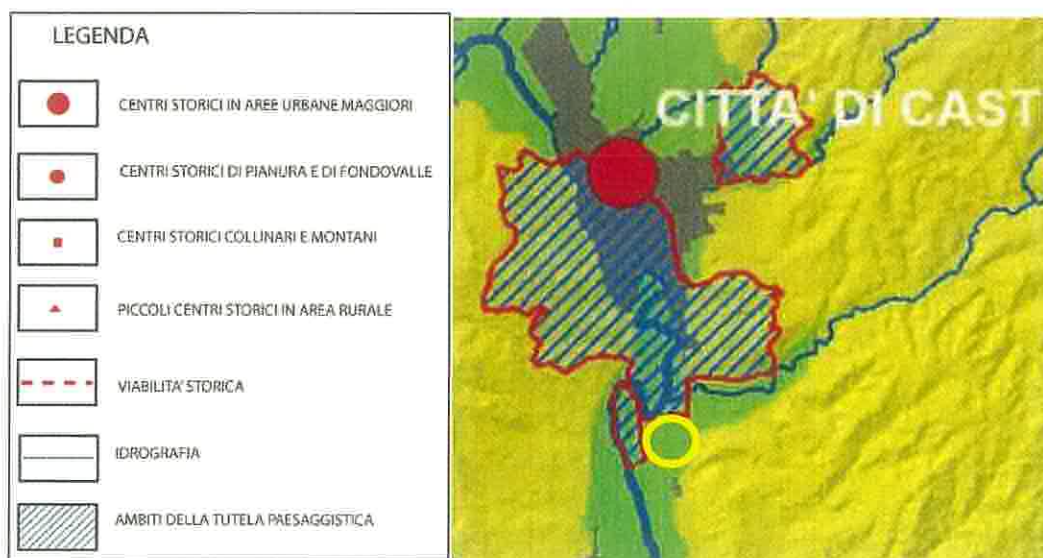 LEGENDA
CENTRI STORICI IN AREE URBANE MAGGIORI
CENTRI STORICI DI PIANURA E DI FONDOVALLE
CENTRI STORICI COLLINARI E MONTANI
PICCOLI CENTRI STORICI IN AREA RURALE
VIABILITA' STORICA
IDROGRAFIA
AMBITI DELLA TUTELA PAESAGGISTICA
CITTA' DI CAST